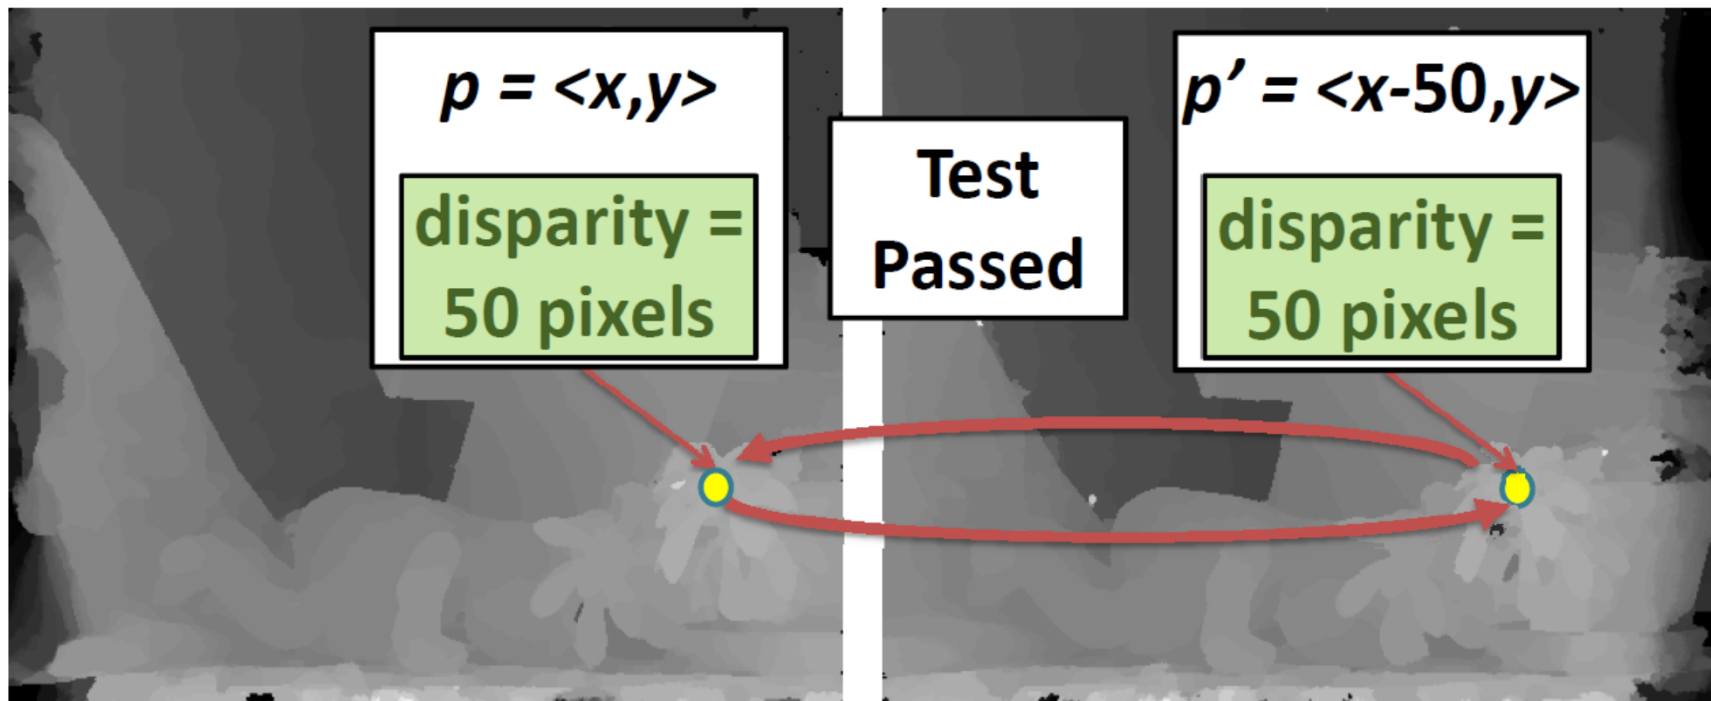 p = <x,y>
disparity =
50 pixels
Test
Passed
p’ = <x-50,y>
disparity =
50 pixels